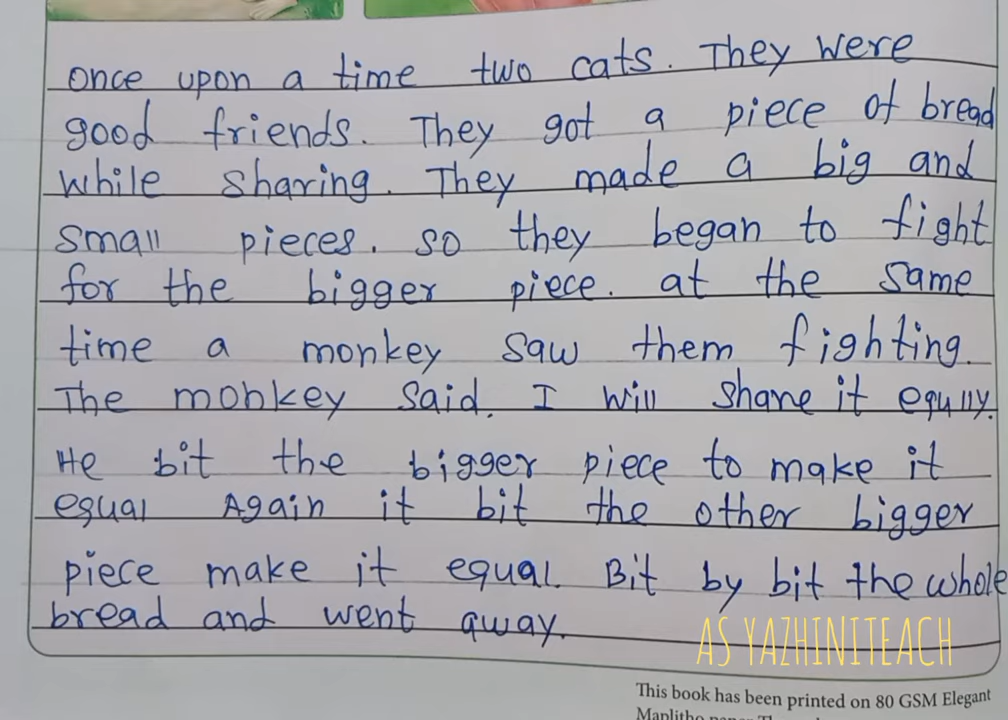 once upon a time two cats. They were
good friends. They got a piece of bread
while sharing. They made a big and
small pieces. so they began to fight
for the bigger piece. at the same
time a monkey saw them fighting.
The monkey said. I will share it eqully.
He bit the bigger piece to make it
equal Again it bit the other bigger
piece make it equal. Bit by bit the whole
bread and went away.
AS YAZHINITEACH
This book has been printed on 80 GSM Elegant
Maplitho paper